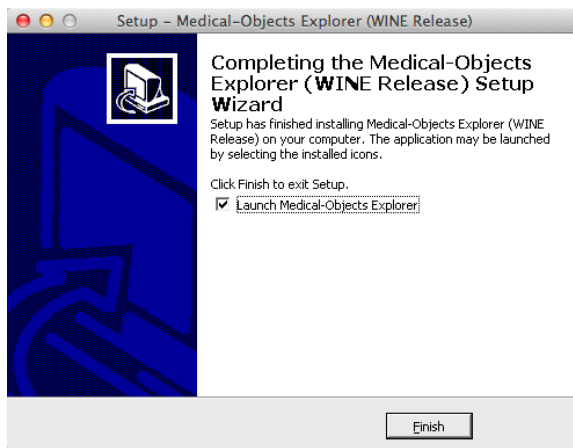 Setup – Medical-Objects Explorer (WINE Release)
Completing the Medical-Objects
Explorer (WINE Release) Setup
Wizard
Setup has finished installing Medical-Objects Explorer (WINE
Release) on your computer. The application may be launched
by selecting the installed icons.
Click Finish to exit Setup.
Launch Medical-Objects Explorer
Finish